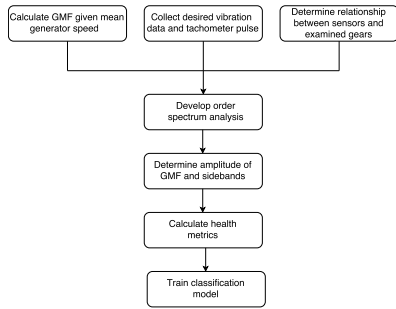 Calculate GMF given mean
generator speed
Collect desired vibration
data and tachometer pulse
Determine relationship
between sensors and
examined gears
Develop order
spectrum analysis
Determine amplitude of
GMF and sidebands
Calculate health
metrics
Train classification
model